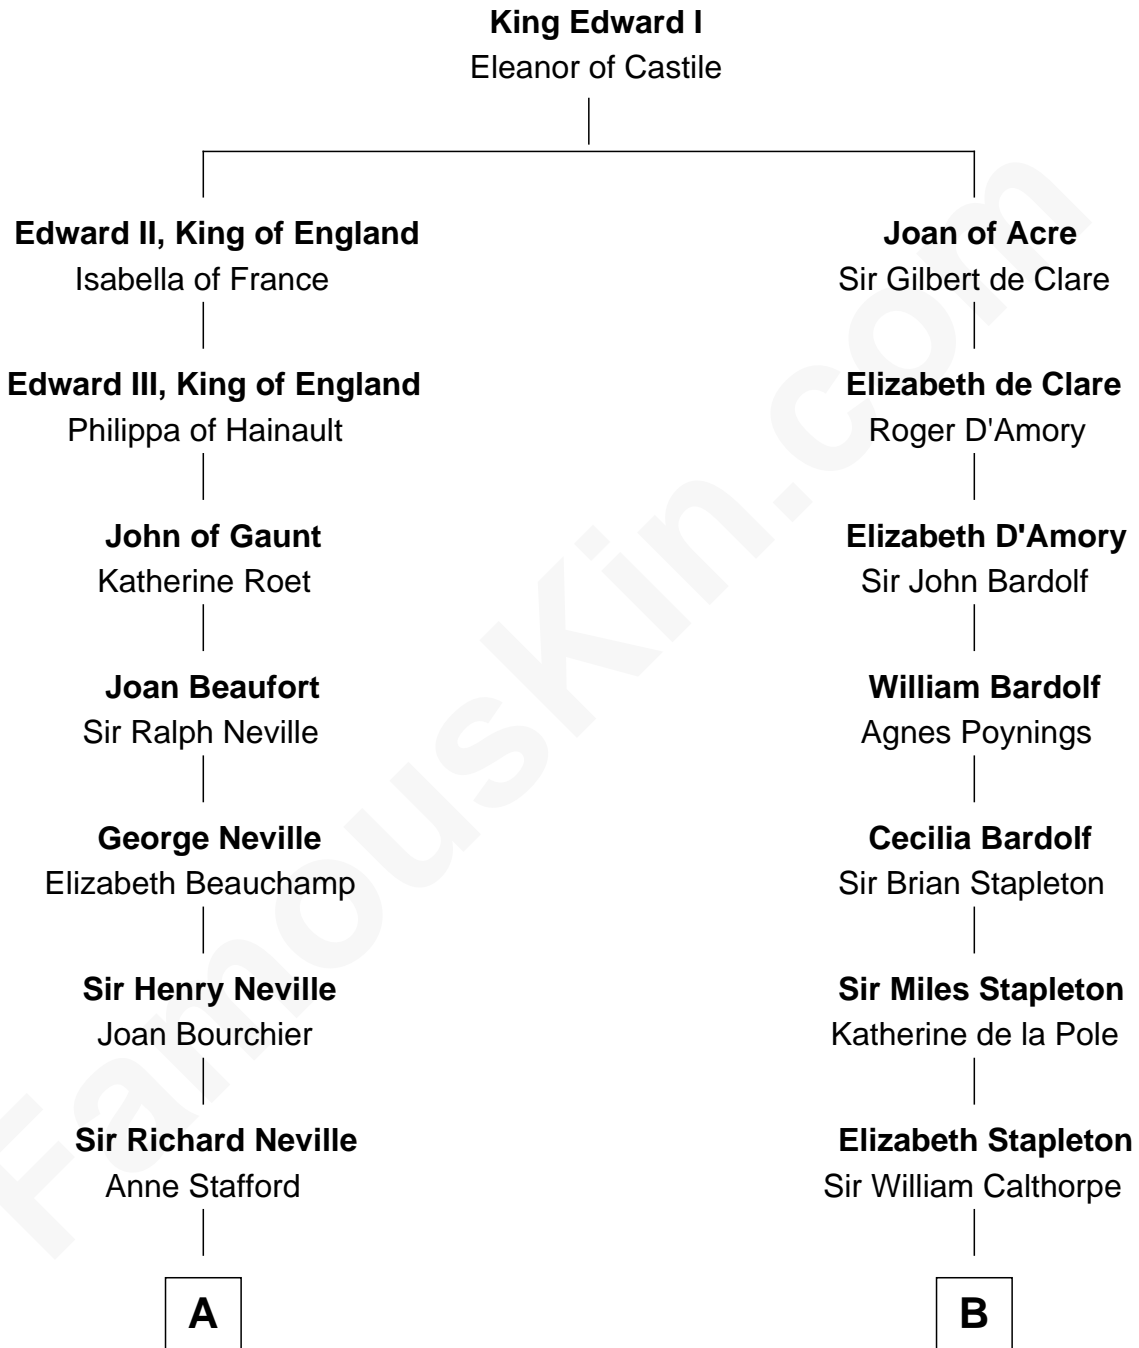 King Edward I
Eleanor of Castile
Edward II, King of England
Isabella of France
Joan of Acre
Sir Gilbert de Clare
Edward III, King of England
Philippa of Hainault
Elizabeth de Clare
Roger D'Amory
John of Gaunt
Katherine Roet
Elizabeth D'Amory
Sir John Bardolf
Joan Beaufort
Sir Ralph Neville
William Bardolf
Agnes Poynings
George Neville
Elizabeth Beauchamp
Cecilia Bardolf
Sir Brian Stapleton
Sir Henry Neville
Joan Bourchier
Sir Miles Stapleton
Katherine de la Pole
Sir Richard Neville
Anne Stafford
Elizabeth Stapleton
Sir William Calthorpe
A
B
FamousKin.com